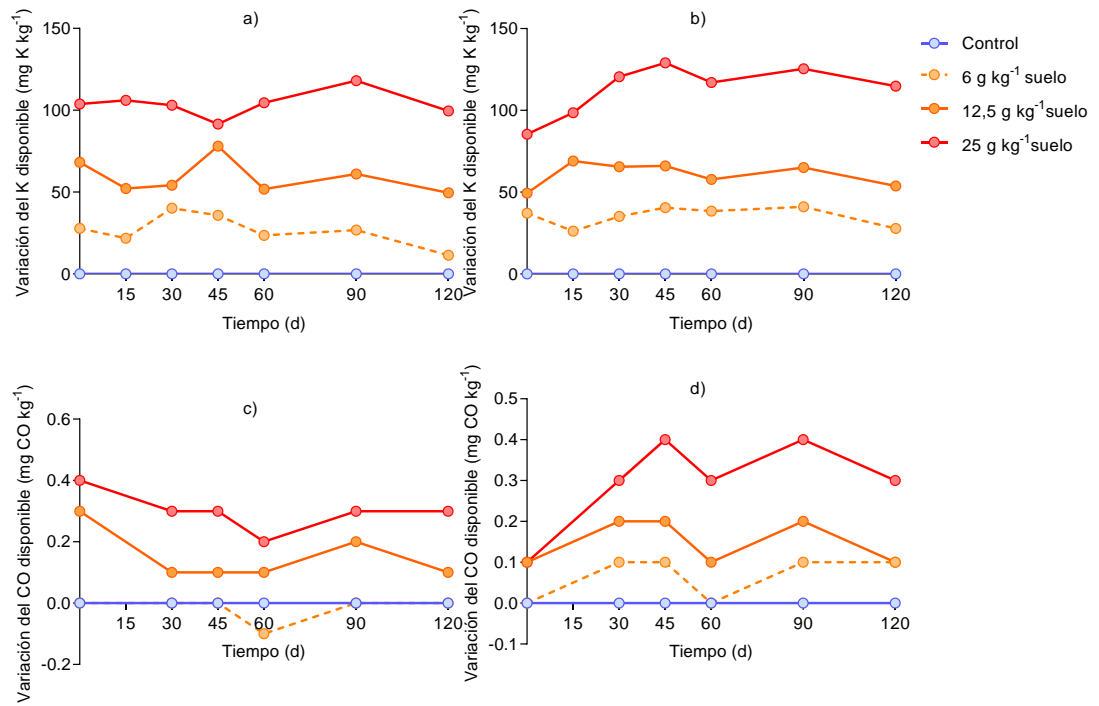 a)
Variación del K disponible (mg K kg⁻¹)
150
100
50
0
15 30 45 60 90 120
Tiempo (d)
b)
Variación del K disponible (mg K kg⁻¹)
150
100
50
0
15 30 45 60 90 120
Tiempo (d)
Control
6 g kg⁻¹ suelo
12,5 g kg⁻¹suelo
25 g kg⁻¹suelo
c)
Variación del CO disponible (mg CO kg⁻¹)
0.6
0.4
0.2
0.0
-0.2
15 30 45 60 90 120
Tiempo (d)
d)
Variación del CO disponible (mg CO kg⁻¹)
0.5
0.4
0.3
0.2
0.1
0.0
-0.1
15 30 45 60 90 120
Tiempo (d)